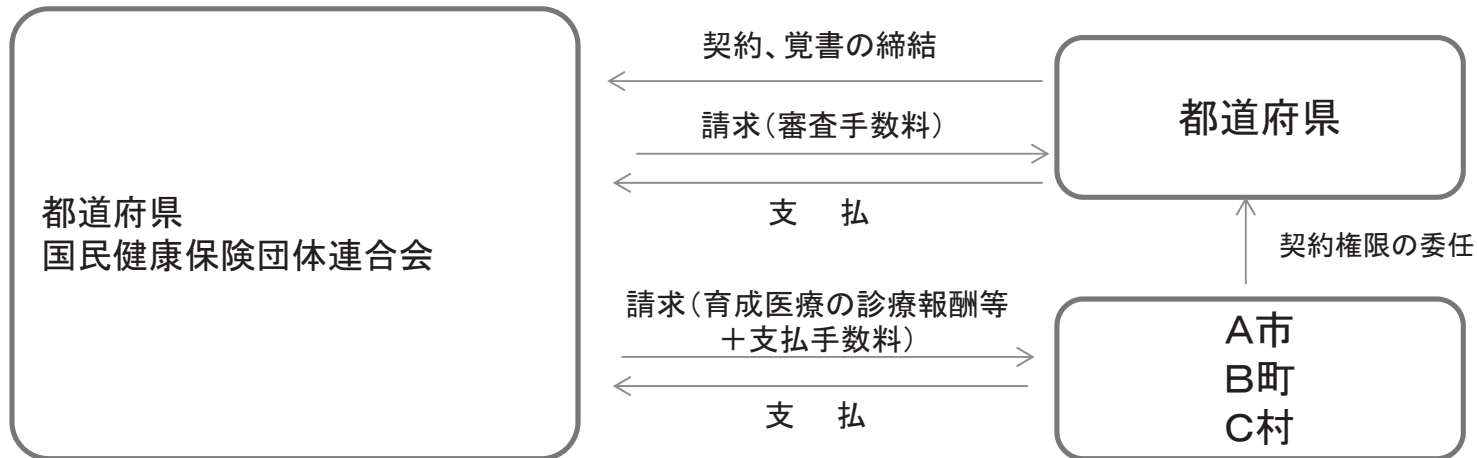 契約、覚書の締結
都道府県
請求（審査手数料）
支　払
都道府県
国民健康保険団体連合会
契約権限の委任
請求（育成医療の診療報酬等
＋支払手数料）
支　払
A市
B町
C村